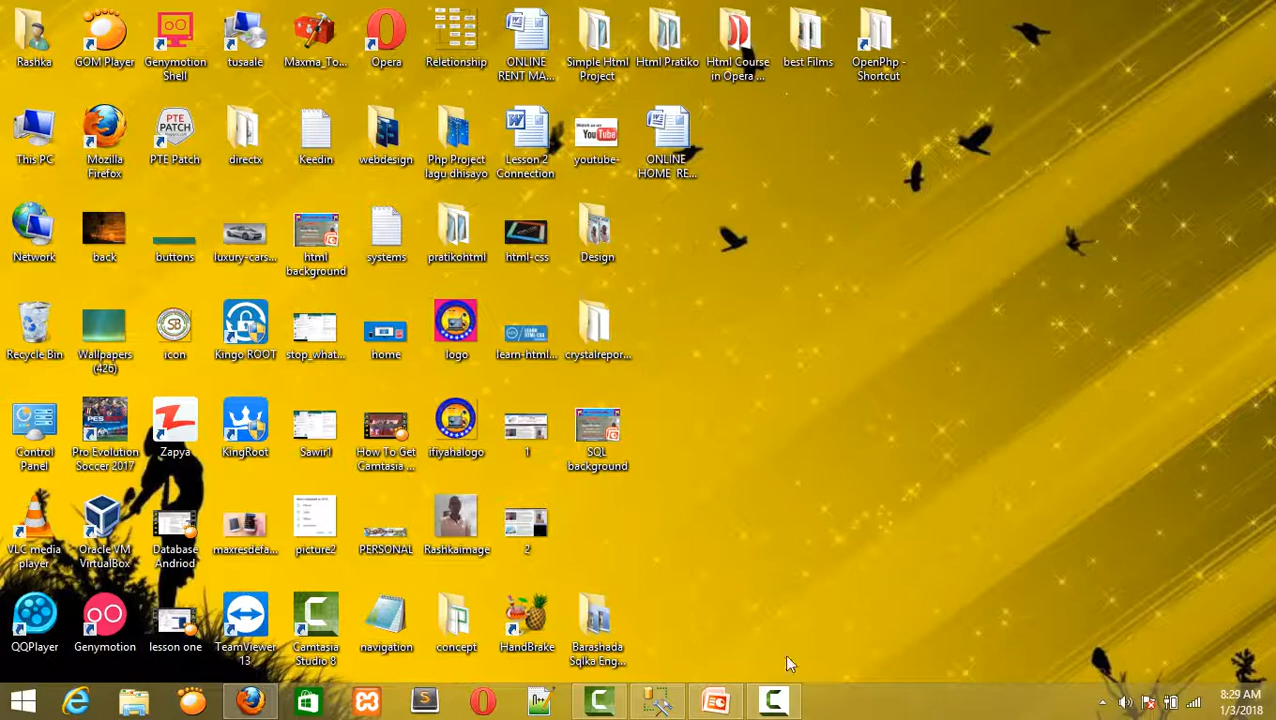 Rashka
GOM Player
Genymotion
Shell
tusaale
Maxma_To...
Opera
Reletionship
ONLINE
RENT MA...
Simple Html
Project
Html Pratiko
Html Course
in Opera ...
best Films
OpenPhp -
Shortcut
This PC
Mozilla
Firefox
PTE
PATCH
PTE Patch
directx
Keedin
webdesign
Php Project
lagu dhisayo
Lesson 2
Connection
YouTube
youtube-
ONLINE
HOME RE...
Network
back
buttons
luxury-cars...
html
background
systems
pratikohtml
html-css
Design
Recycle Bin
Wallpapers
(426)
SB
icon
Kingo ROOT
stop_what...
home
logo
learn-html...
crystalrepor...
Control
Panel
Pro Evolution
Soccer 2017
Zapya
KingRoot
Sawir1
How To Get
Camtasia ...
iftiyahalogo
1
SQL
background
VLC media
player
Oracle VM
VirtualBox
Database
Andriod
maxresdefa...
picture2
PERSONAL
Rashkaimage
2
QQPlayer
Genymotion
lesson one
TeamViewer
13
Camtasia
Studio 8
navigation
concept
HandBrake
Barashada
Sqlka Eng...
8:29 AM
1/3/2018